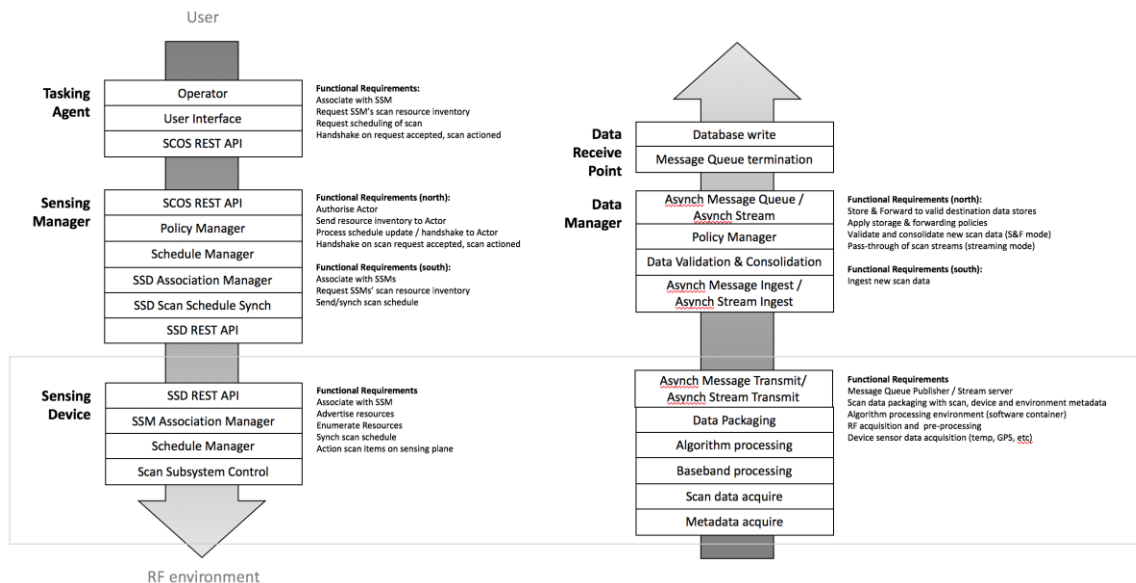 User
Tasking
Agent
Operator
User Interface
SCOS REST API
Functional Requirements:
Associate with SSM
Request SSM's scan resource inventory
Request scheduling of scan
Handshake on request accepted, scan actioned
Sensing
Manager
SCOS REST API
Policy Manager
Schedule Manager
SSD Association Manager
SSD Scan Schedule Synch
SSD REST API
Functional Requirements (north):
Authorise Actor
Send resource inventory to Actor
Process schedule update / handshake to Actor
Handshake on scan request accepted, scan actioned
Functional Requirements (south):
Associate with SSMs
Request SSMs' scan resource inventory
Send/synch scan schedule
Sensing
Device
SSD REST API
SSM Association Manager
Schedule Manager
Scan Subsystem Control
Functional Requirements
Associate with SSM
Advertise resources
Enumerate Resources
Synch scan schedule
Action scan items on sensing plane
RF environment
Data
Receive
Point
Database write
Message Queue termination
Data
Manager
Asynch Message Queue /
Asynch Stream
Policy Manager
Data Validation & Consolidation
Asynch Message Ingest /
Asynch Stream Ingest
Functional Requirements (north):
Store & Forward to valid destination data stores
Apply storage & forwarding policies
Validate and consolidate new scan data (S&F mode)
Pass-through of scan streams (streaming mode)
Functional Requirements (south):
Ingest new scan data
Asynch Message Transmit/
Asynch Stream Transmit
Data Packaging
Algorithm processing
Baseband processing
Scan data acquire
Metadata acquire
Functional Requirements
Message Queue Publisher / Stream server
Scan data packaging with scan, device and environment metadata
Algorithm processing environment (software container)
RF acquisition and pre-processing
Device sensor data acquisition (temp, GPS, etc)